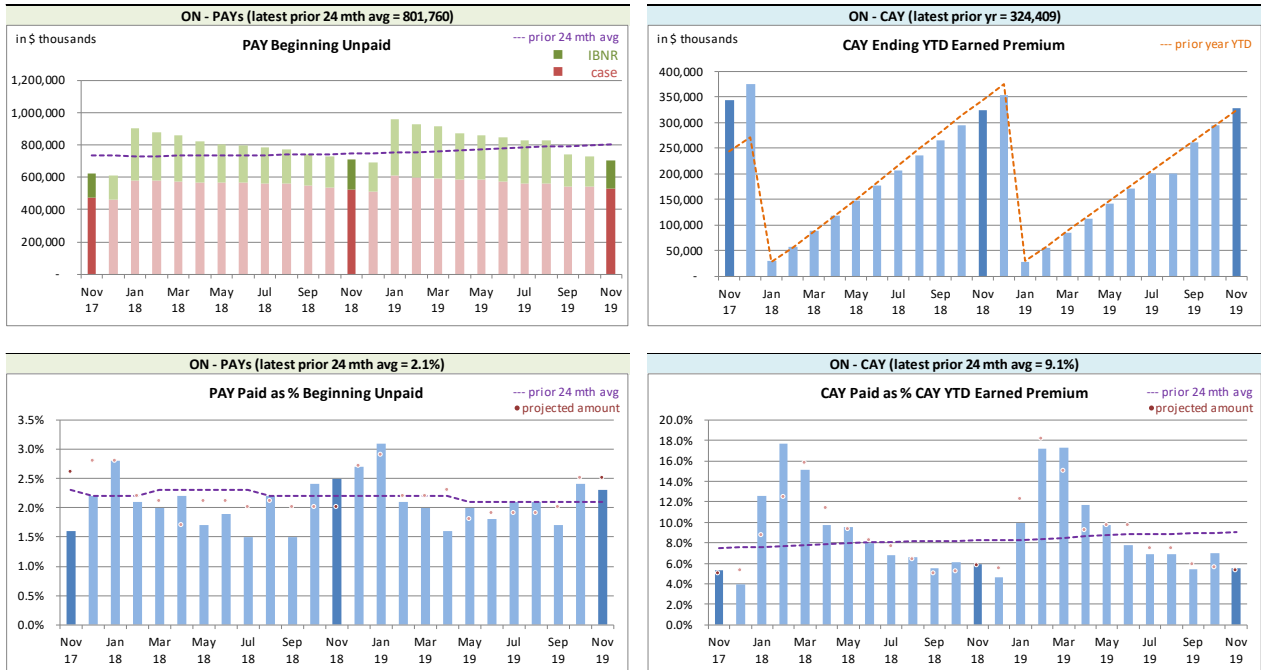 ON - PAYs (latest prior 24 mth avg = 801,760)
in $ thousands
PAY Beginning Unpaid
--- prior 24 mth avg
IBNR
case
1,200,000
1,000,000
800,000
600,000
400,000
200,000
-
Nov Jan Mar May Jul Sep Nov Jan Mar May Jul Sep Nov
17 18 18 18 18 18 18 19 19 19 19 19 19
ON - CAY (latest prior yr = 324,409)
in $ thousands
CAY Ending YTD Earned Premium
--- prior year YTD
400,000
350,000
300,000
250,000
200,000
150,000
100,000
50,000
-
Nov Jan Mar May Jul Sep Nov Jan Mar May Jul Sep Nov
17 18 18 18 18 18 18 19 19 19 19 19 19
ON - PAYs (latest prior 24 mth avg = 2.1%)
PAY Paid as % Beginning Unpaid
--- prior 24 mth avg
•projected amount
3.5%
3.0%
2.5%
2.0%
1.5%
1.0%
0.5%
0.0%
Nov Jan Mar May Jul Sep Nov Jan Mar May Jul Sep Nov
17 18 18 18 18 18 18 19 19 19 19 19 19
ON - CAY (latest prior 24 mth avg = 9.1%)
CAY Paid as % CAY YTD Earned Premium
--- prior 24 mth avg
•projected amount
20.0%
18.0%
16.0%
14.0%
12.0%
10.0%
8.0%
6.0%
4.0%
2.0%
0.0%
Nov Jan Mar May Jul Sep Nov Jan Mar May Jul Sep Nov
17 18 18 18 18 18 18 19 19 19 19 19 19